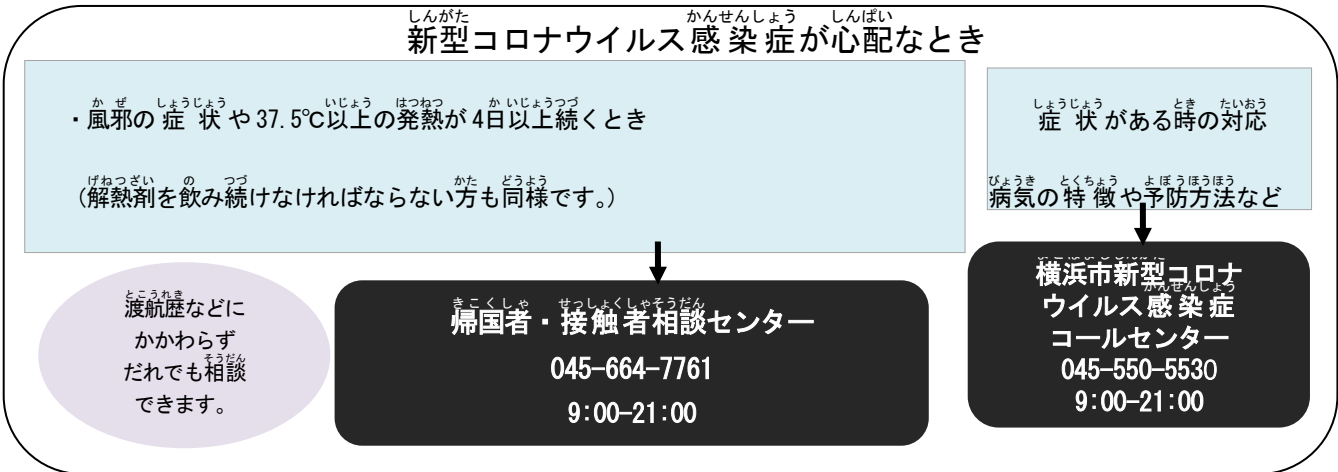 新型コロナウイルス感染症が心配なとき
・風邪の症状や37.5℃以上の発熱が4日以上続くとき
(解熱剤を飲み続けなければならない方も同様です。)
症状がある時の対応
病気の特徴や予防方法など
渡航歴などに
かかわらず
だれでも相談
できます。
帰国者・接触者相談センター
045-664-7761
9:00-21:00
横浜市新型コロナ
ウイルス感染症
コールセンター
045-550-5530
9:00-21:00